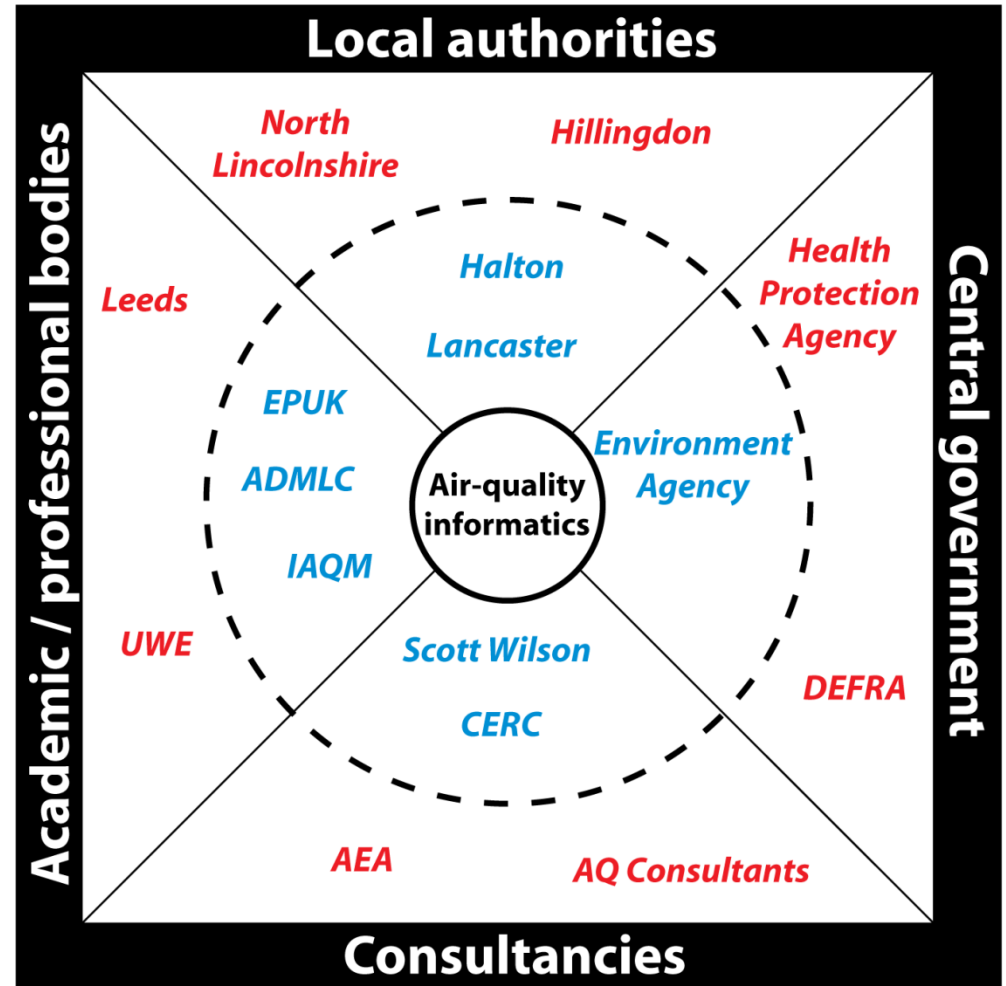 Local authorities
North
Lincolnshire
Hillingdon
Academic / professional bodies
Leeds
Halton
Lancaster
Health
Protection
Agency
Central government
EPUK
ADMLC
IAQM
Air-quality
informatics
Environment
Agency
UWE
Scott Wilson
CERC
DEFRA
AEA
AQ Consultants
Consultancies